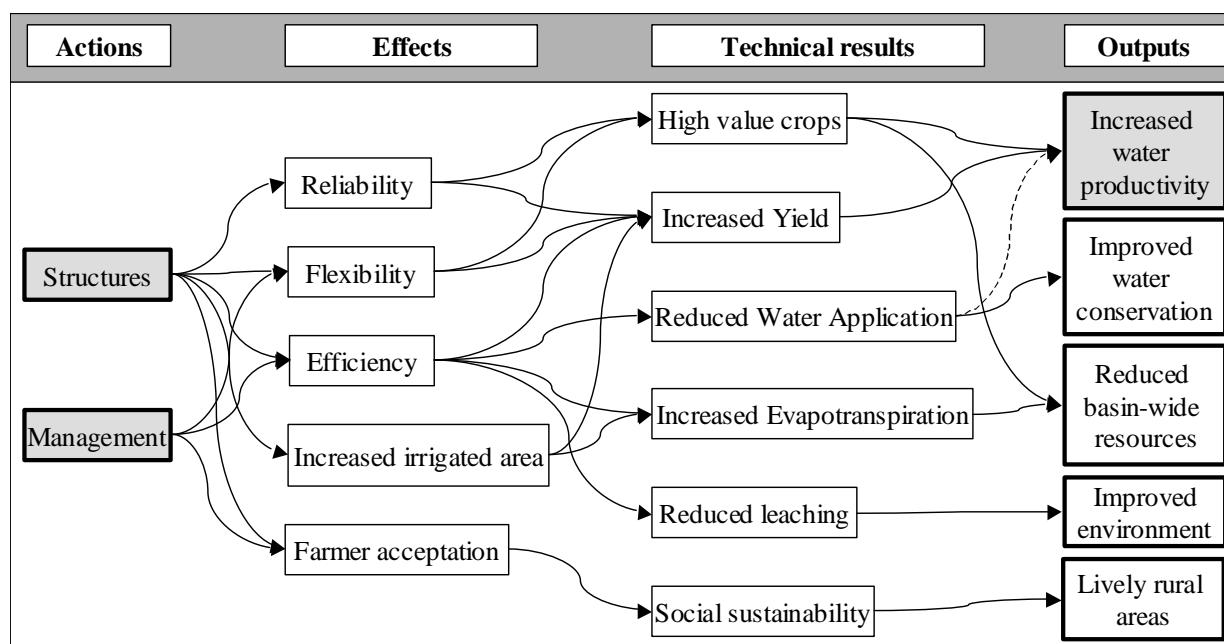 Actions
Effects
Technical results
Outputs
Structures
Management
Reliability
Flexibility
Efficiency
Increased irrigated area
Farmer acceptation
High value crops
Increased Yield
Reduced Water Application
Increased Evapotranspiration
Reduced leaching
Social sustainability
Increased
water
productivity
Improved
water
conservation
Reduced
basin-wide
resources
Improved
environment
Lively rural
areas